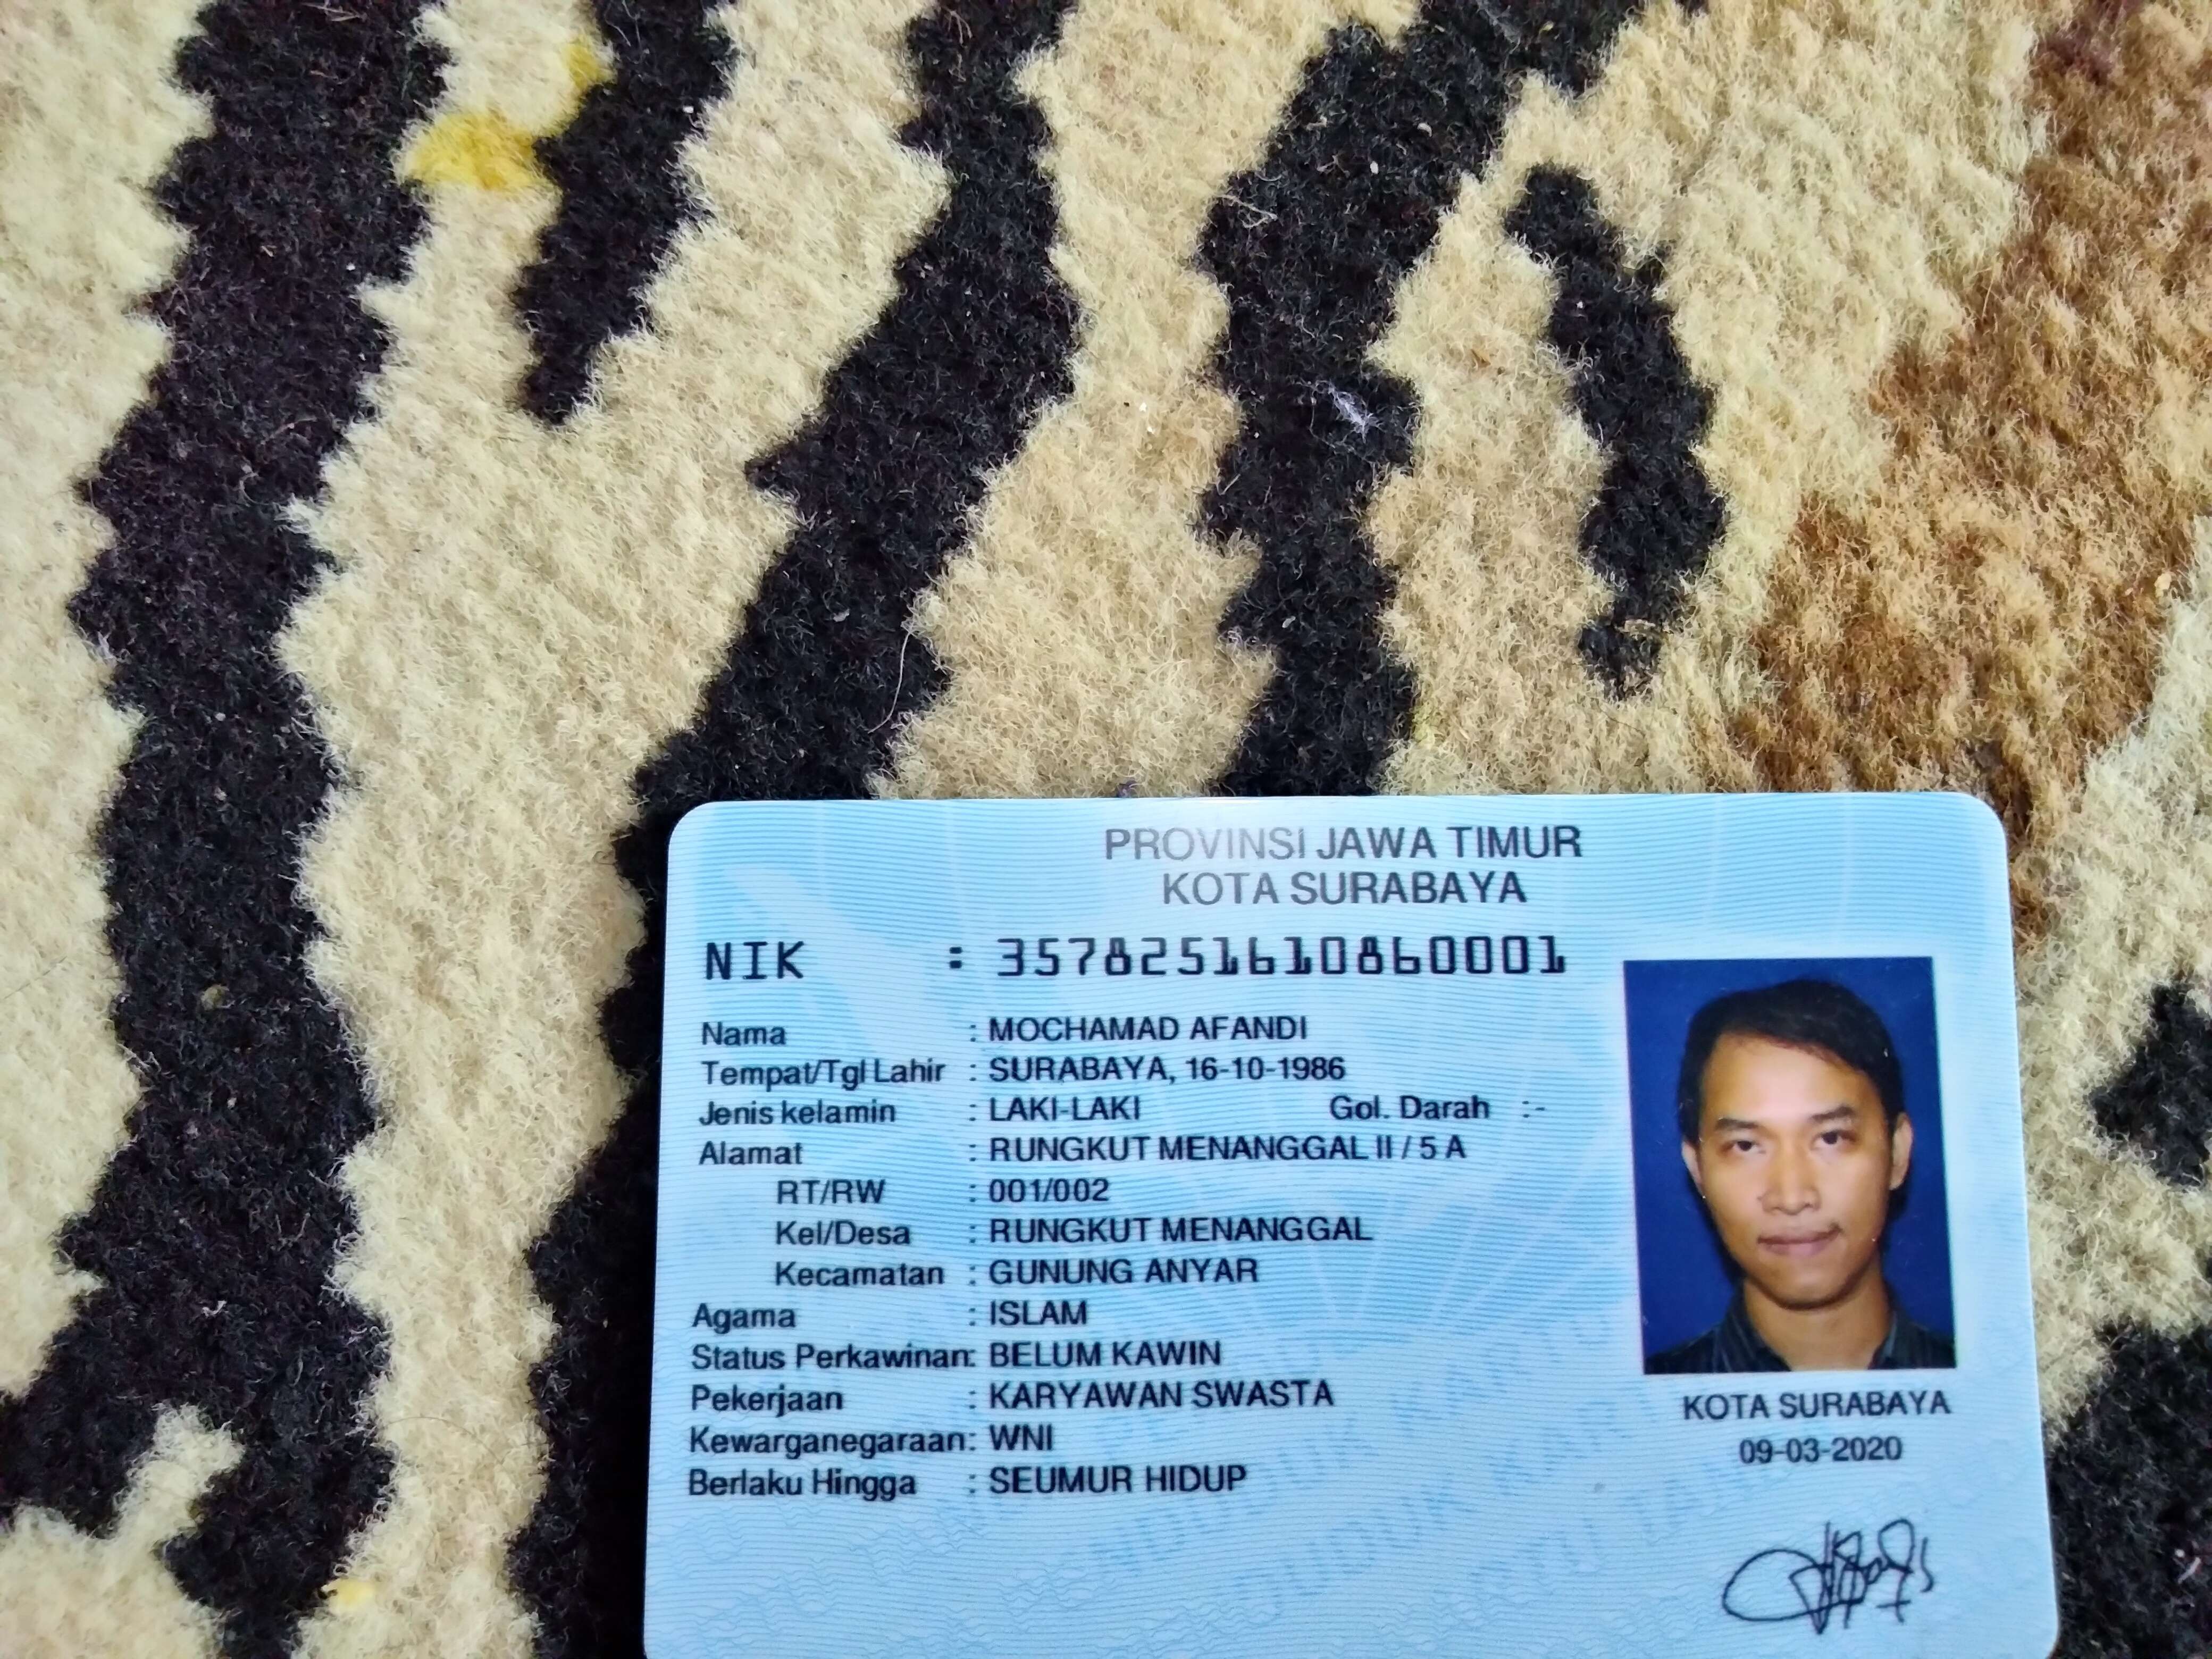 PROVINSI JAWA TIMUR
KOTA SURABAYA
NIK : 3578251610860001
Nama : MOCHAMAD AFANDI
Tempat/Tgl Lahir : SURABAYA, 16-10-1986
Jenis kelamin : LAKI-LAKI Gol. Darah :-
Alamat : RUNGKUT MENANGGAL II / 5 A
RT/RW : 001/002
Kel/Desa : RUNGKUT MENANGGAL
Kecamatan : GUNUNG ANYAR
Agama : ISLAM
Status Perkawinan: BELUM KAWIN
Pekerjaan : KARYAWAN SWASTA
Kewarganegaraan: WNI
Berlaku Hingga : SEUMUR HIDUP
KOTA SURABAYA
09-03-2020